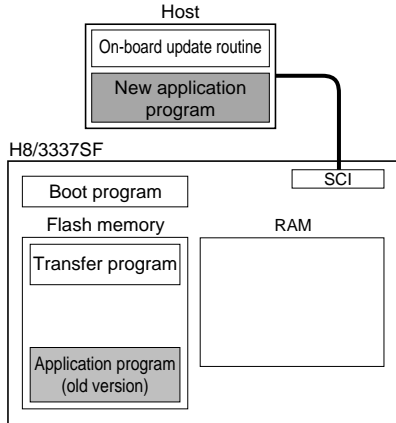 Host
On-board update routine
New application
program
H8/3337SF
SCI
Boot program
Flash memory
RAM
Transfer program
Application program
(old version)